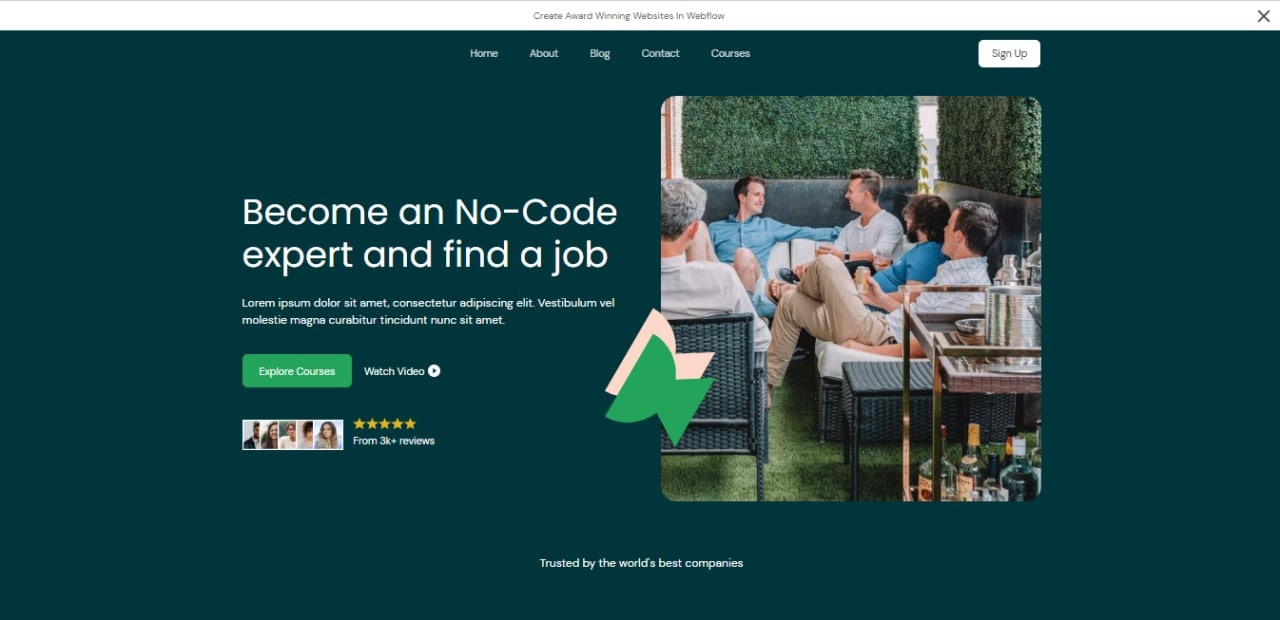 Create Award Winning Websites In Webflow
Home About Blog Contact Courses Sign Up
Become an No-Code
expert and find a job
Lorem ipsum dolor sit amet, consectetur adipiscing elit. Vestibulum vel
molestie magna curabitur tincidunt nunc sit amet.
Explore Courses Watch Video
From 3k+ reviews
Trusted by the world's best companies